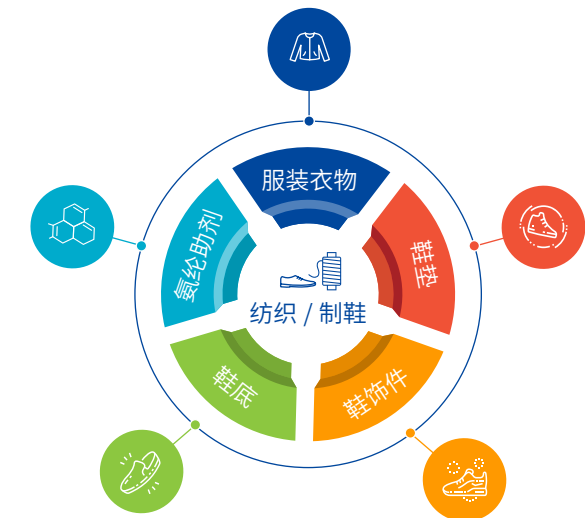 服装衣物
鞋垫
鞋饰件
鞋底
氨纶助剂
纺织 / 制鞋